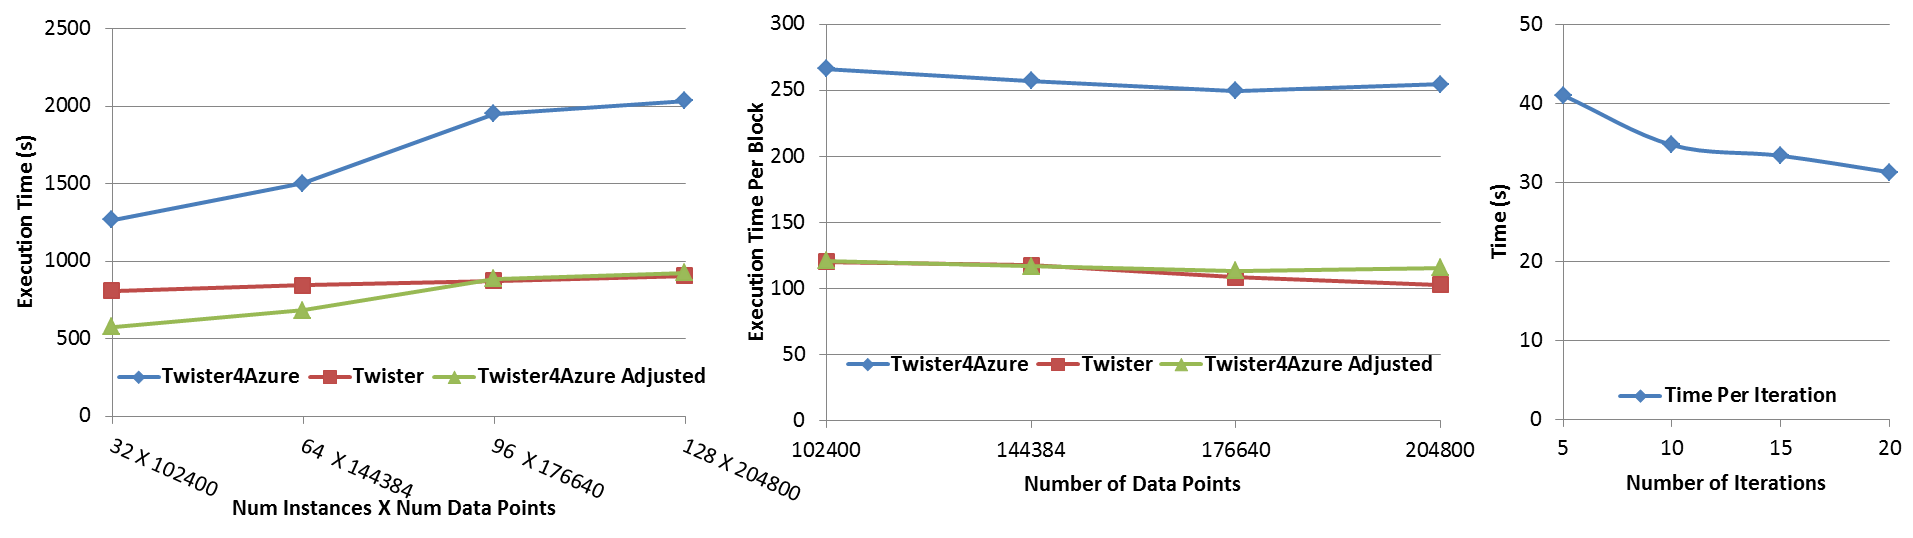 2500
2000
1500
1000
500
0
Execution Time (s)
Twister4Azure
Twister
Twister4Azure Adjusted
32 X 102400
64 X 144384
96 X 176640
128 X 204800
Num Instances X Num Data Points
300
250
200
150
100
50
0
Execution Time Per Block
Twister4Azure
Twister
Twister4Azure Adjusted
102400
144384
176640
204800
Number of Data Points
50
40
30
20
10
0
Time (s)
Time Per Iteration
5
10
15
20
Number of Iterations